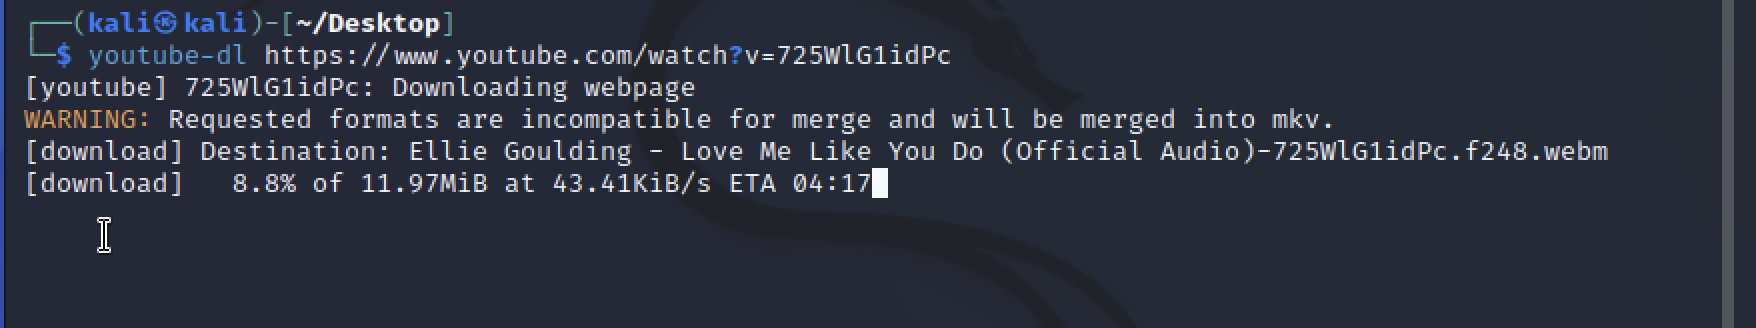 ┌──(kali㉿kali)-[~/Desktop]
└─$ youtube-dl https://www.youtube.com/watch?v=725WlG1idPc
[youtube] 725WlG1idPc: Downloading webpage
WARNING: Requested formats are incompatible for merge and will be merged into mkv.
[download] Destination: Ellie Goulding - Love Me Like You Do (Official Audio)-725WlG1idPc.f248.webm
[download]   8.8% of 11.97MiB at 43.41KiB/s ETA 04:17